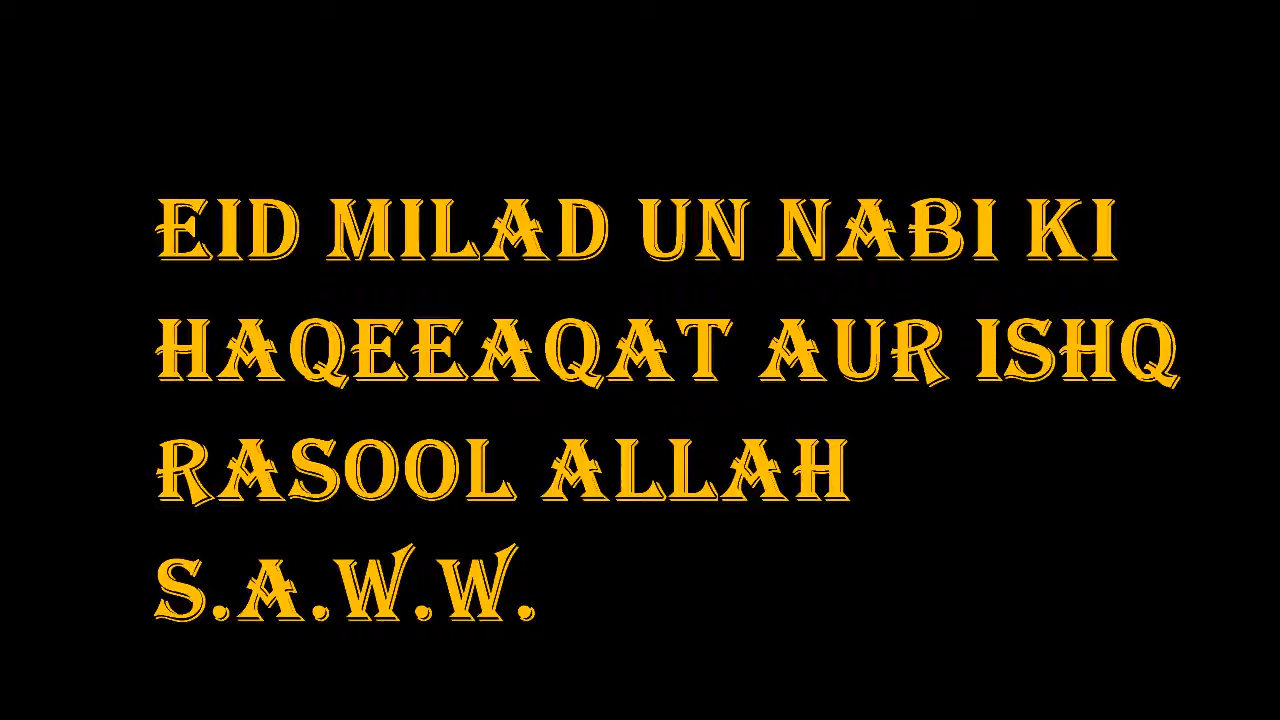 EID MILAD UN NABI KI
HAQEEAQAT AUR ISHQ
RASOOL ALLAH
S.A.W.W.